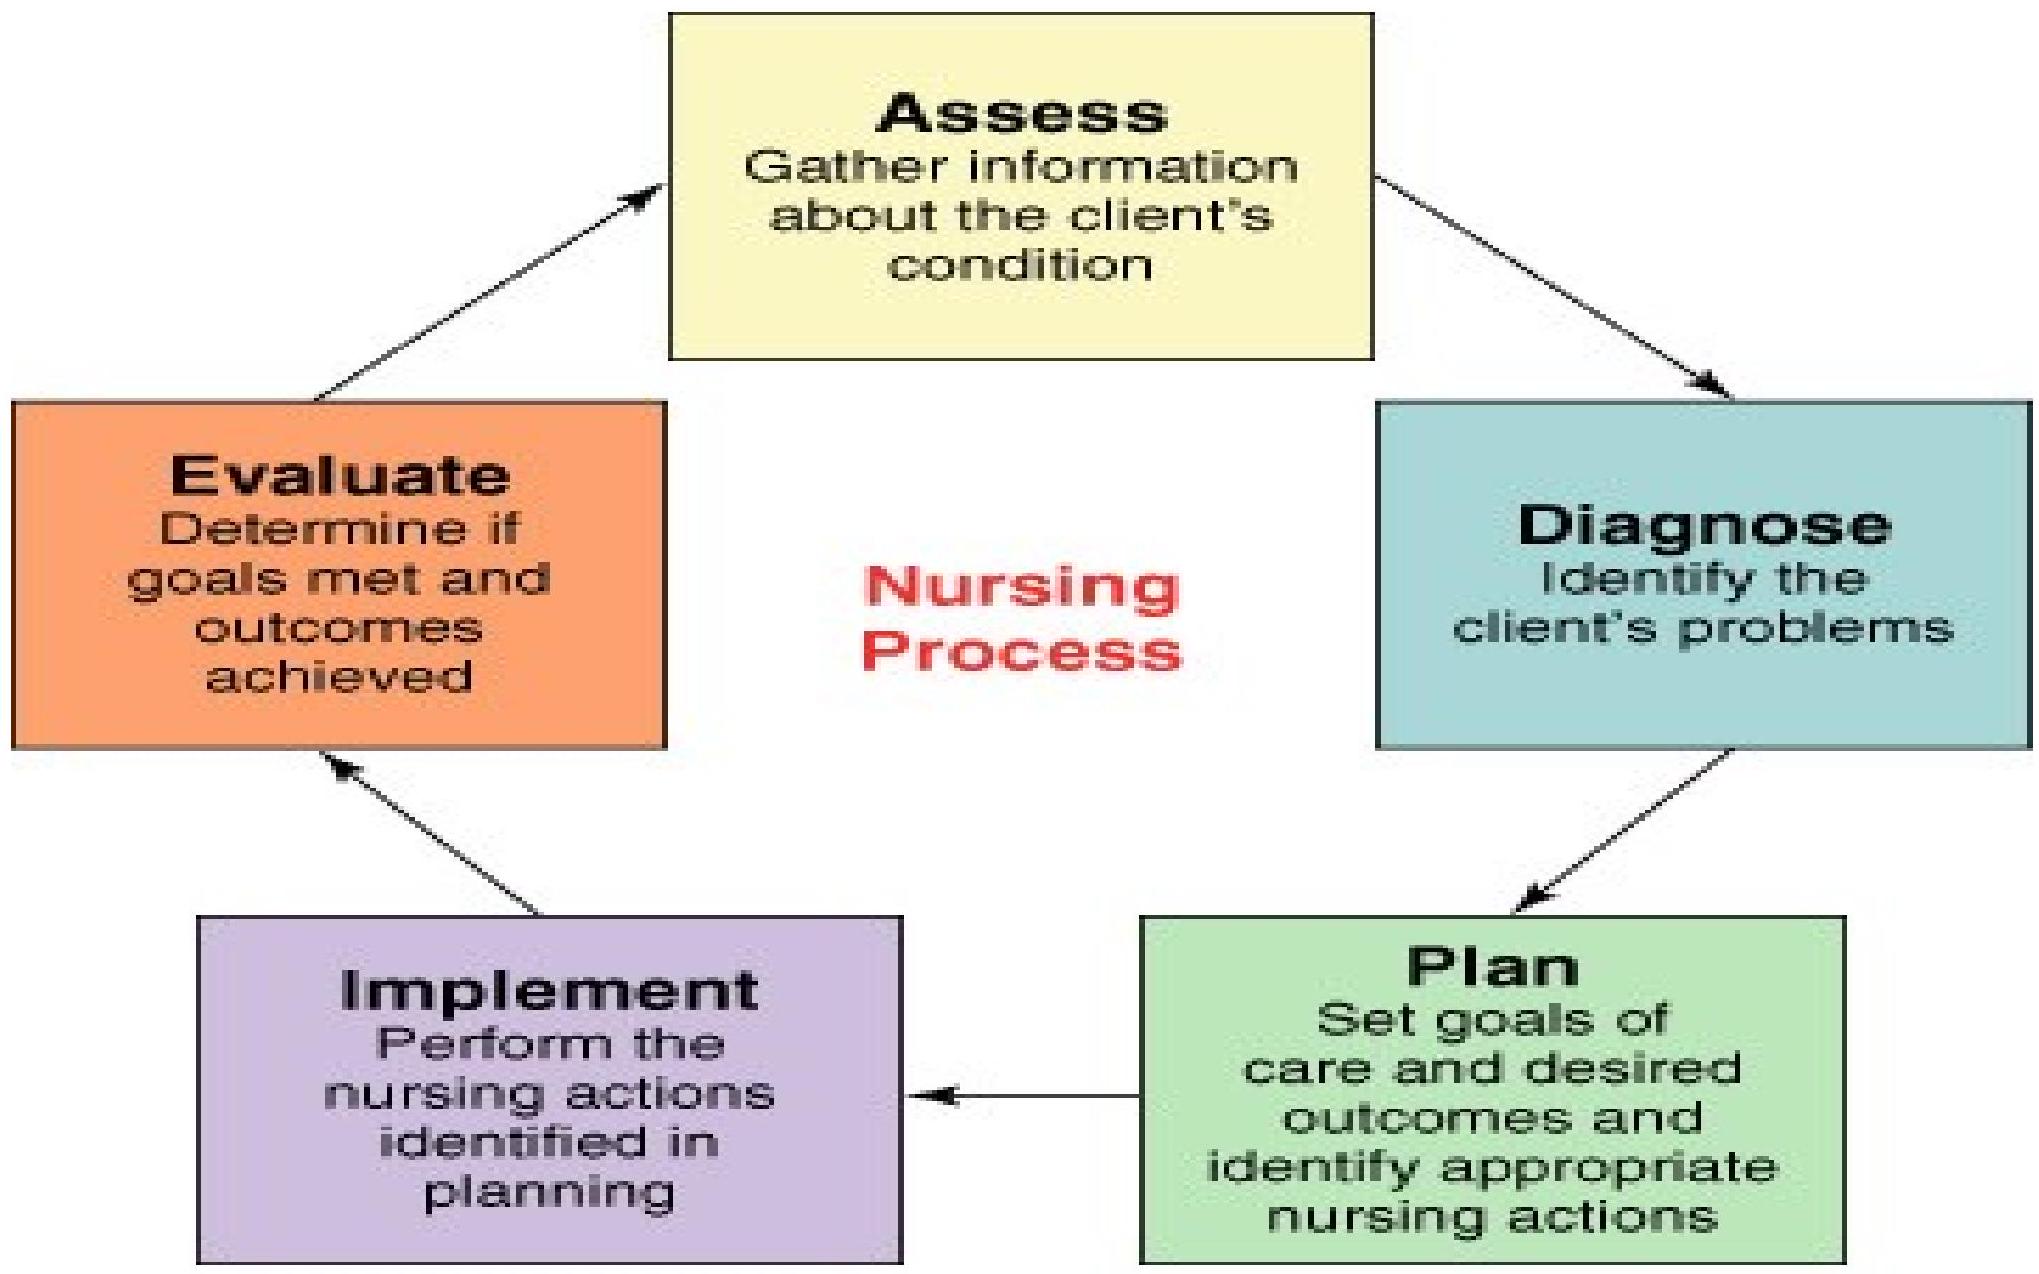 Assess
Gather information
about the client's
condition
Diagnose
Identify the
client's problems
Plan
Set goals of
care and desired
outcomes and
identify appropriate
nursing actions
Implement
Perform the
nursing actions
identified in
planning
Evaluate
Determine if
goals met and
outcomes
achieved
Nursing
Process